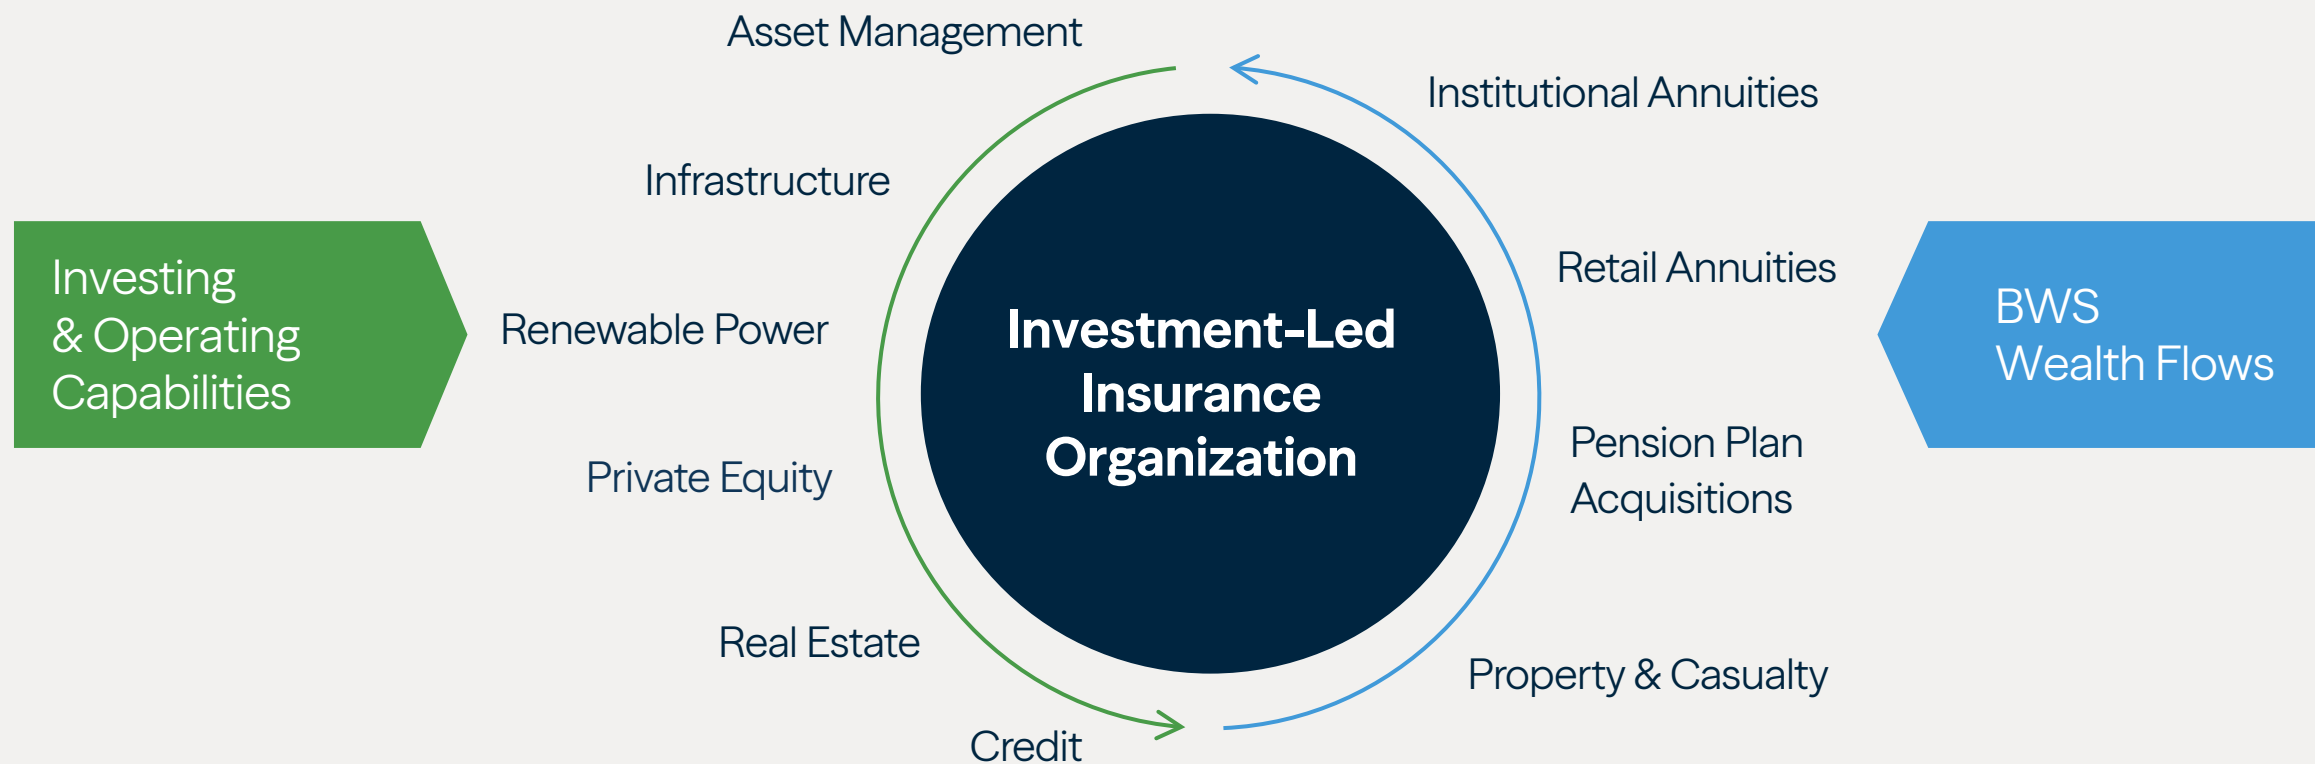 Asset Management
Infrastructure
Investing
& Operating
Capabilities
Renewable Power
Private Equity
Real Estate
Credit
Investment-Led
Insurance
Organization
Institutional Annuities
Retail Annuities
Pension Plan
Acquisitions
Property & Casualty
BWS
Wealth Flows